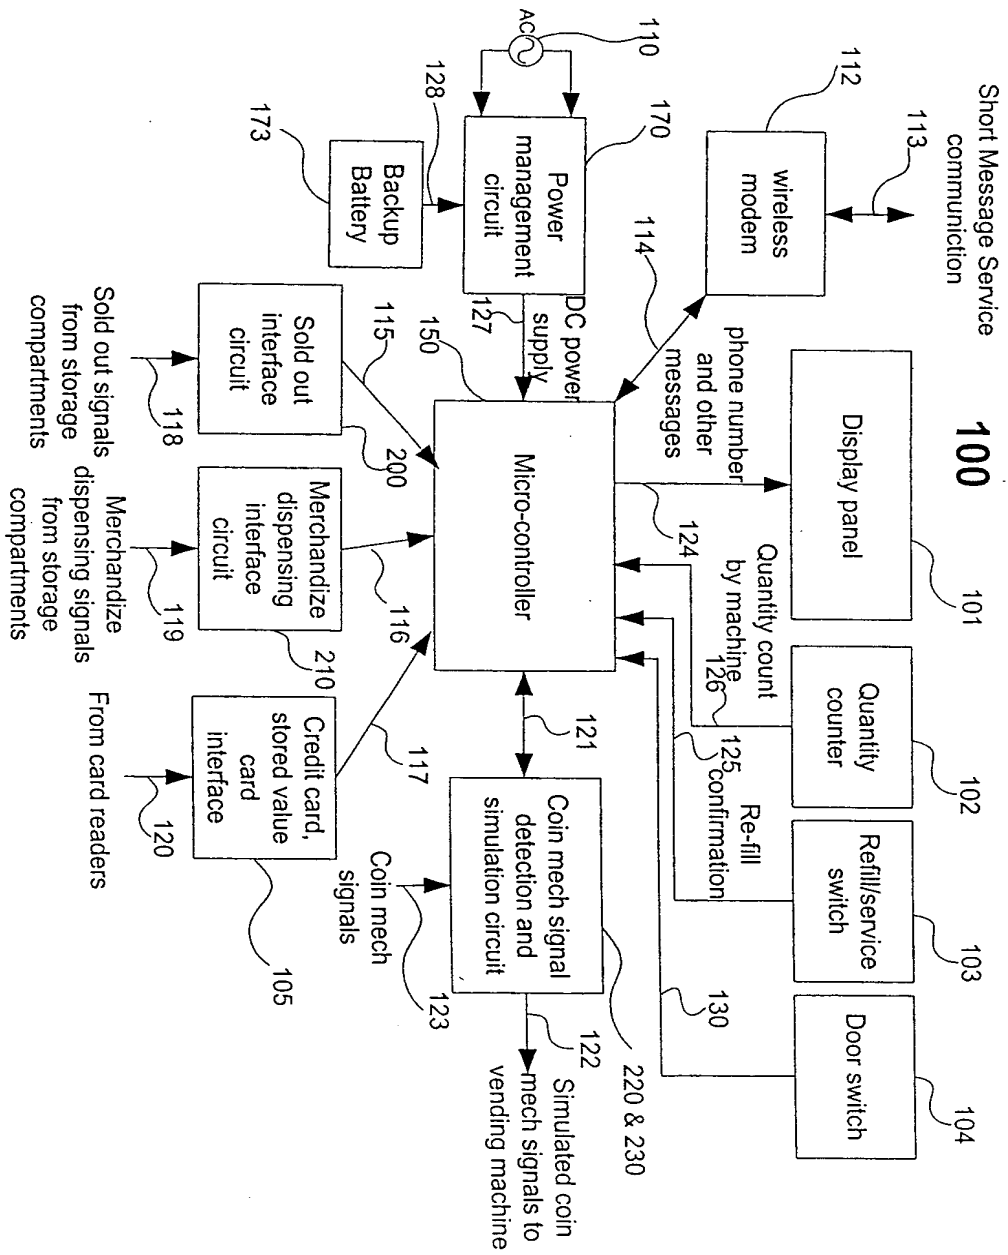 Short Message Service
communiction
100
113
112
wireless
modem
114
phone number
and other
messages
Display panel
101
124
Quantity
counter
102
Quantity count
by machine
126
Refill/service
switch
103
125
Re-fill
confirmation
Door switch
104
130
110
AC
170
Power
management
circuit
128
Backup
Battery
173
DC power
supply
127
150
Micro-controller
121
Coin mech signal
detection and
simulation circuit
220 & 230
122
Simulated coin
mech signals to
vending machine
Coin mech
signals
123
115
Sold out
interface
circuit
200
118
Sold out signals
from storage
compartments
116
Merchandize
dispensing
interface
circuit
210
119
Merchandize
dispensing signals
from storage
compartments
117
Credit card,
stored value
card
interface
105
120
From card readers